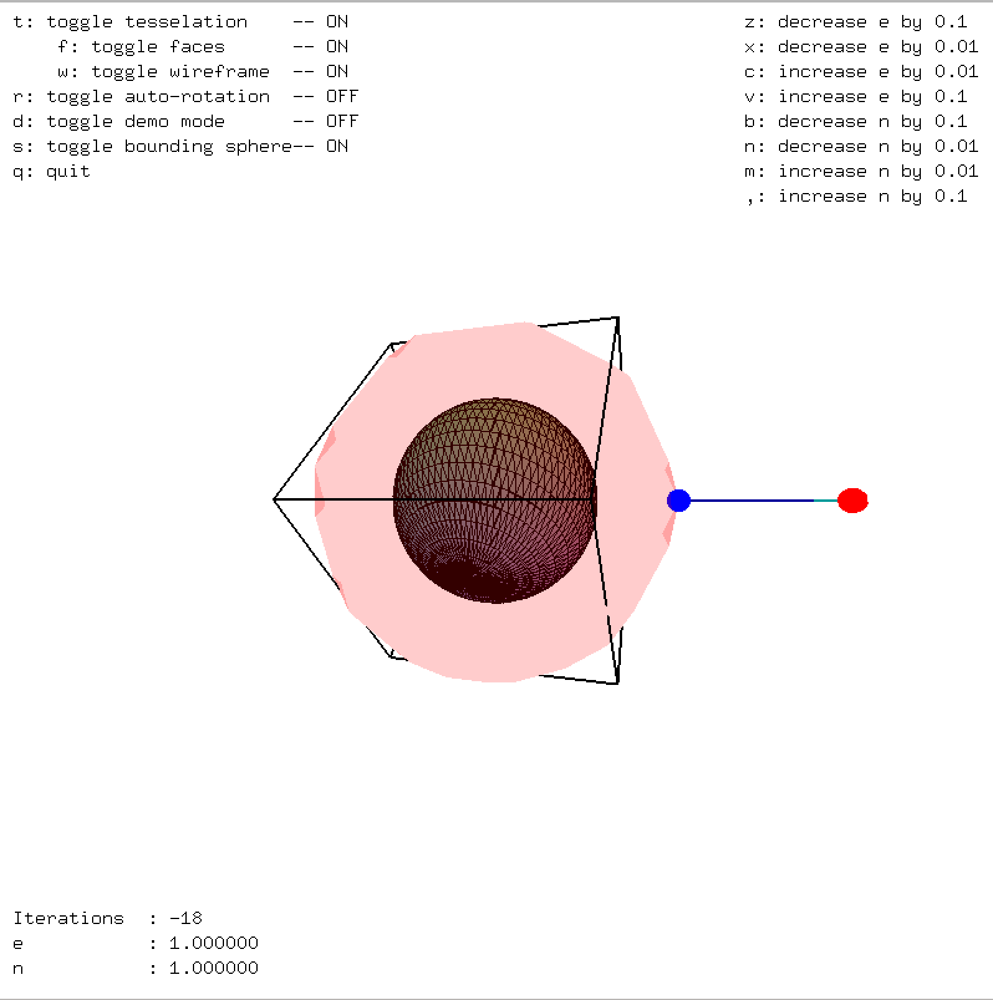 t: toggle tesselation    -- ON
    f: toggle faces      -- ON
    w: toggle wireframe  -- ON
r: toggle auto-rotation  -- OFF
d: toggle demo mode      -- OFF
s: toggle bounding sphere-- ON
q: quit
z: decrease e by 0.1
x: decrease e by 0.01
c: increase e by 0.01
v: increase e by 0.1
b: decrease n by 0.1
n: decrease n by 0.01
m: increase n by 0.01
,: increase n by 0.1
Iterations  : -18
e           : 1.000000
n           : 1.000000